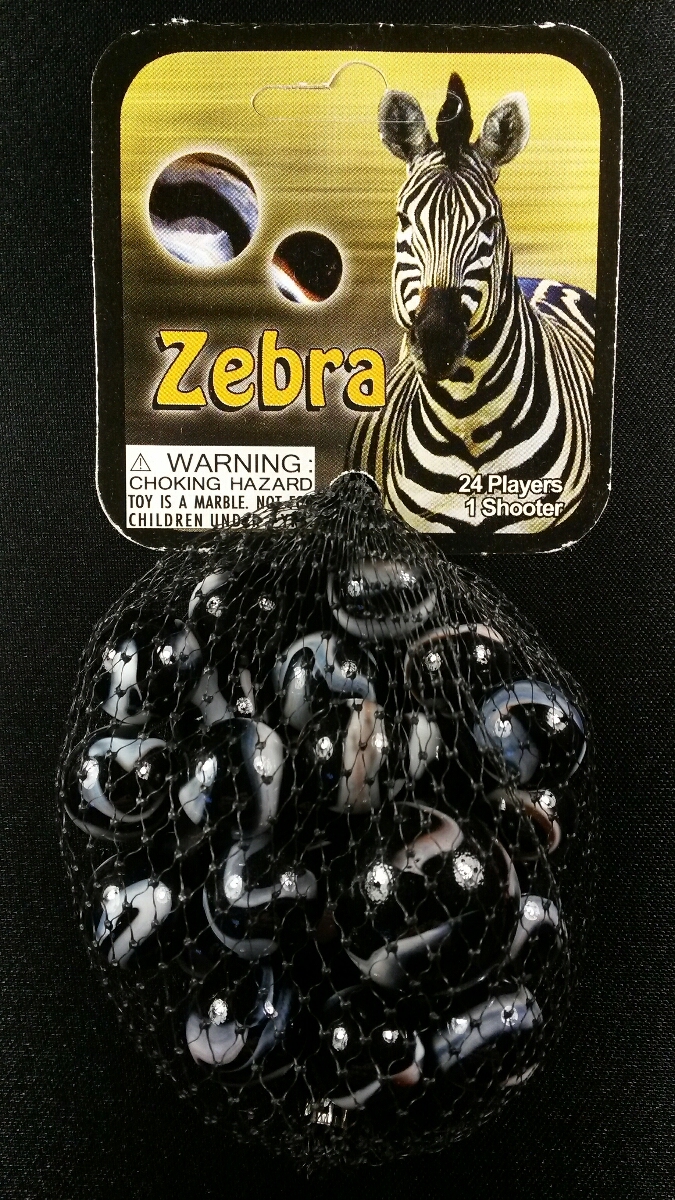 Zebra
⚠ WARNING:
CHOKING HAZARD
TOY IS A MARBLE. NOT
CHILDREN UNDER
24 Players
1 Shooter